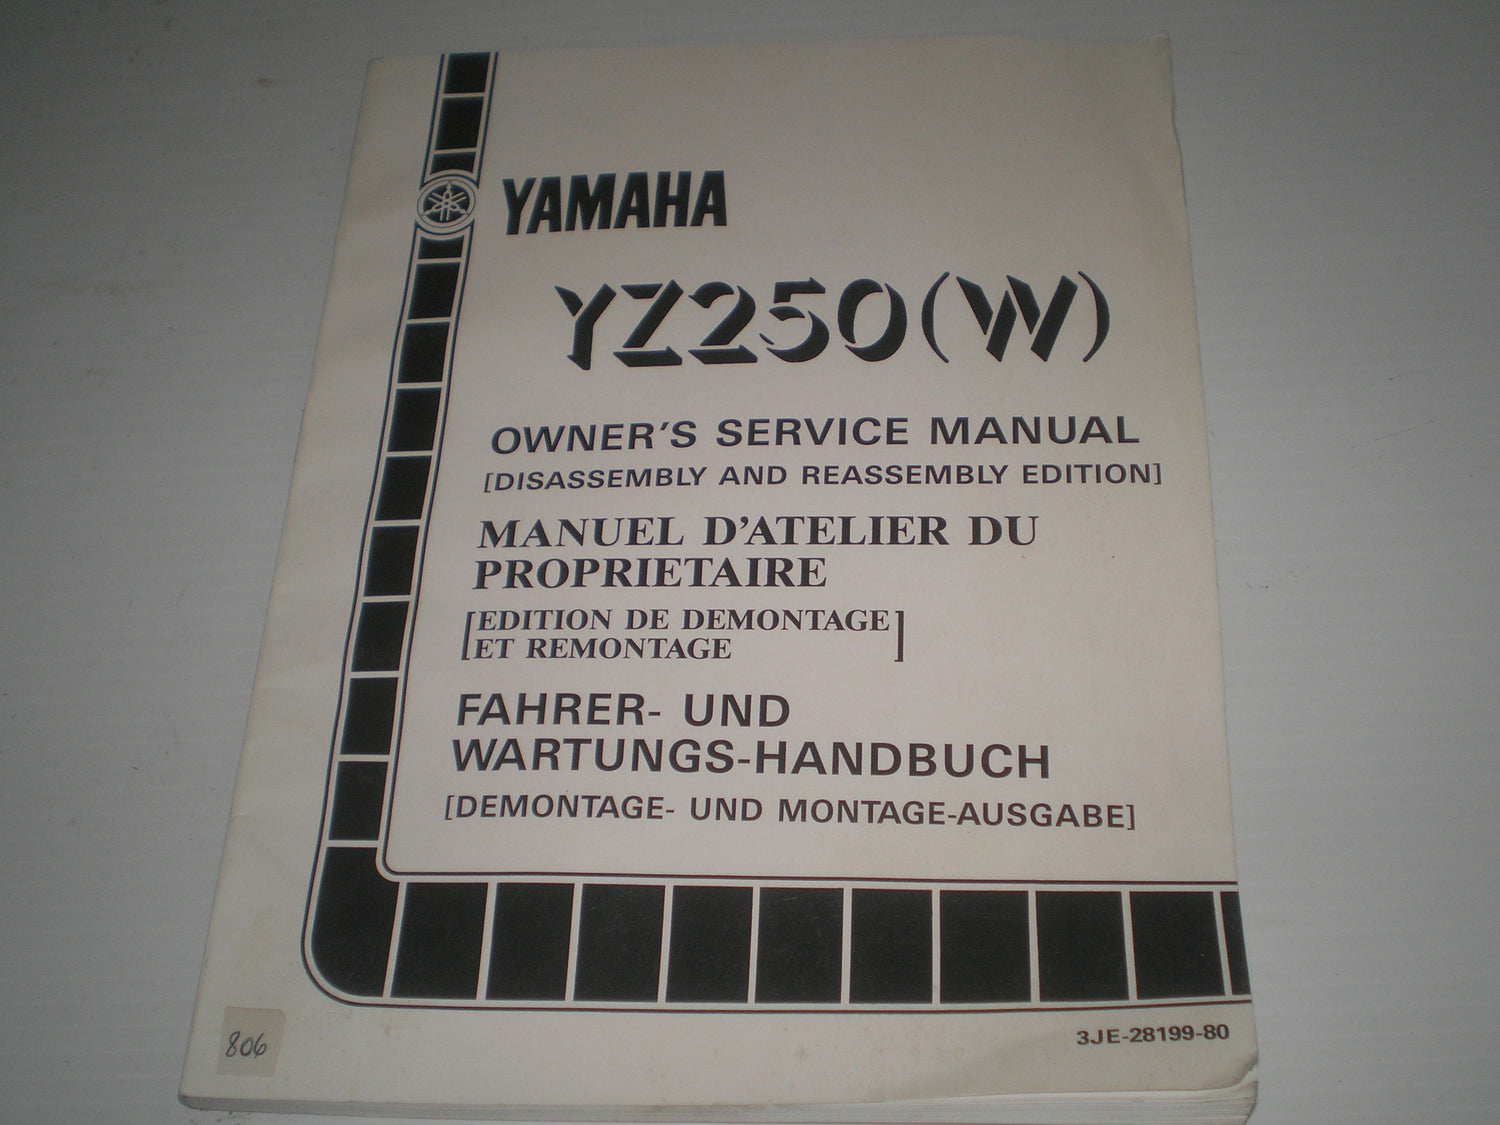 YAMAHA
YZ250(W)
OWNER'S SERVICE MANUAL
[DISASSEMBLY AND REASSEMBLY EDITION]
MANUEL D'ATELIER DU
PROPRIETAIRE
[EDITION DE DEMONTAGE
ET REMONTAGE]
FAHRER- UND
WARTUNGS-HANDBUCH
[DEMONTAGE- UND MONTAGE-AUSGABE]
3JE-28199-80
806